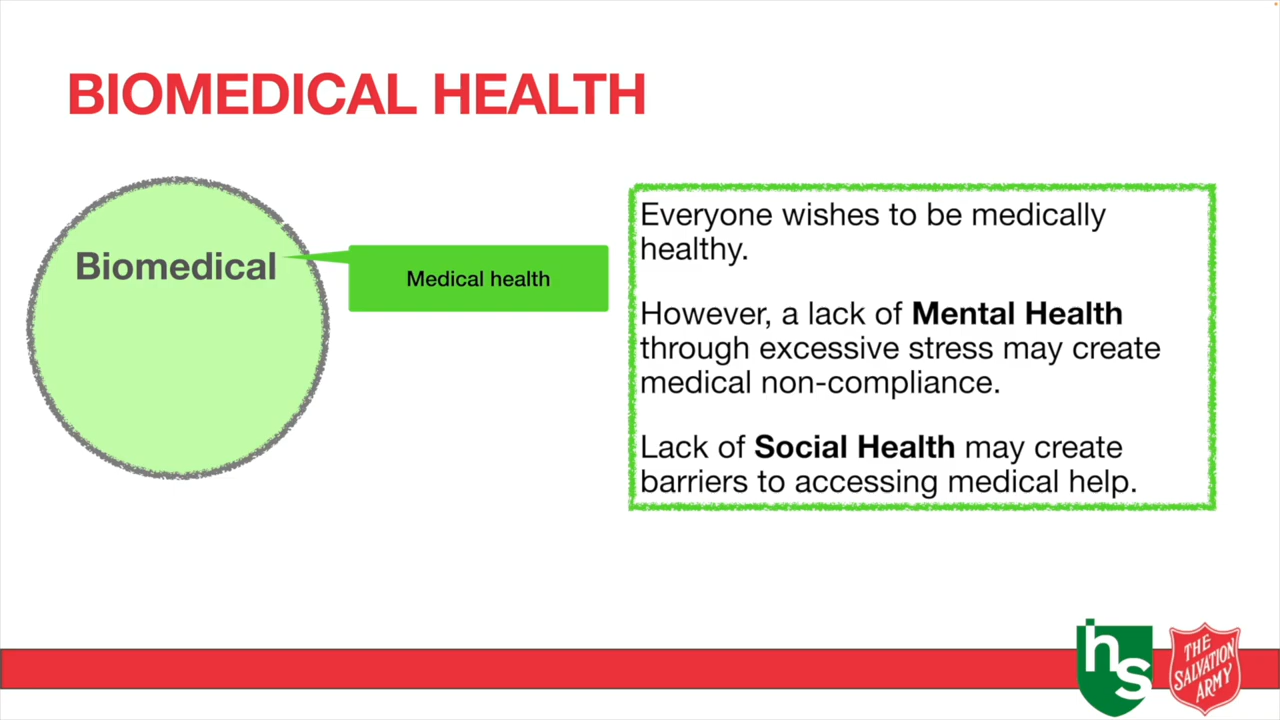 BIOMEDICAL HEALTH
Biomedical
Medical health
Everyone wishes to be medically
healthy.
However, a lack of Mental Health
through excessive stress may create
medical non-compliance.
Lack of Social Health may create
barriers to accessing medical help.
hs
THE
SALVATION
ARMY